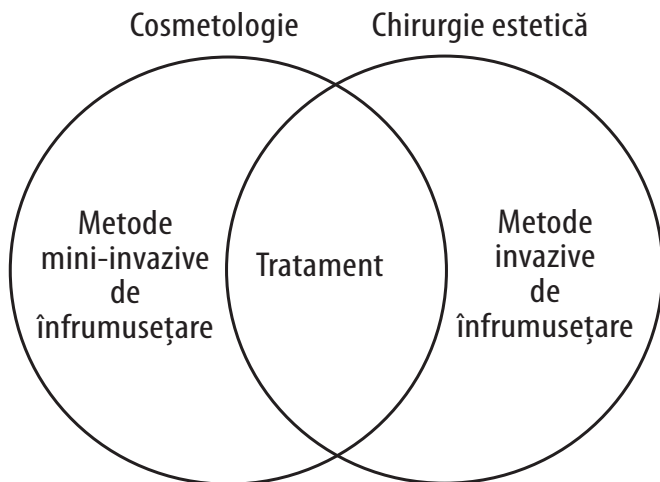 Cosmetologie
Chirurgie estetică
Metode
mini-invazive
de
înfrumusețare
Tratament
Metode
invazive
de
înfrumusețare